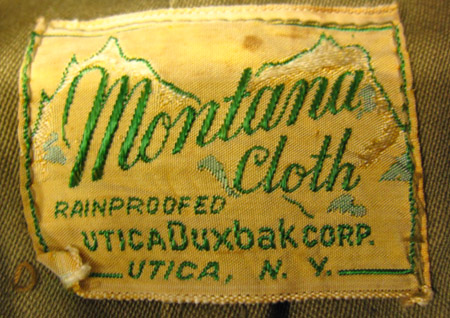 Montana
Cloth
RAINPROOFED
UTICA Duxbak CORP.
UTICA, N. Y.